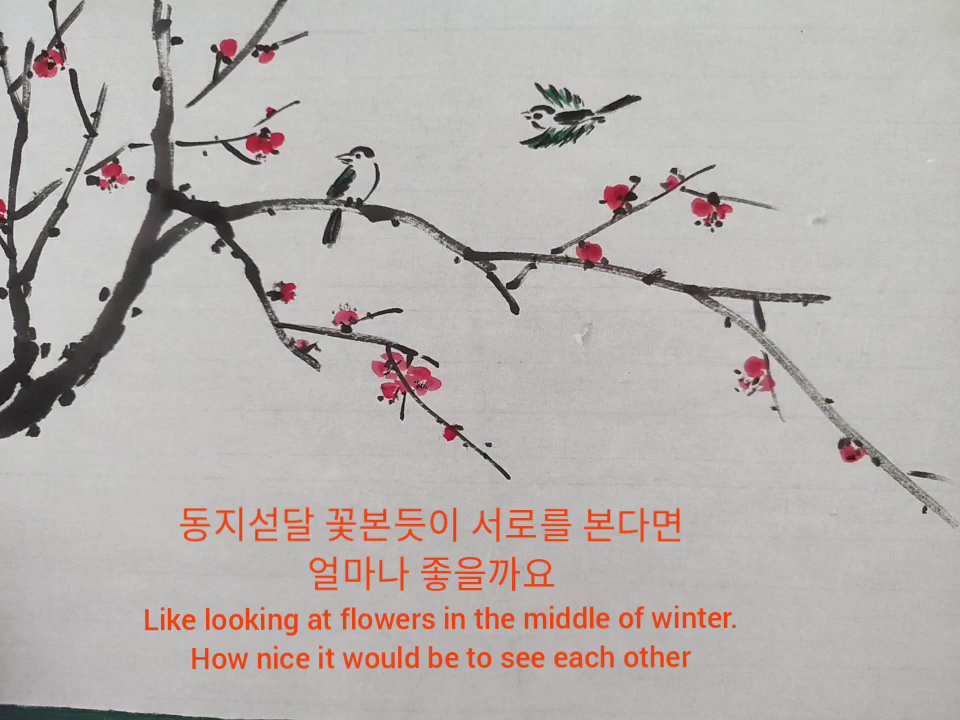 동지섣달 꽃본듯이 서로를 본다면
얼마나 좋을까요
Like looking at flowers in the middle of winter.
How nice it would be to see each other